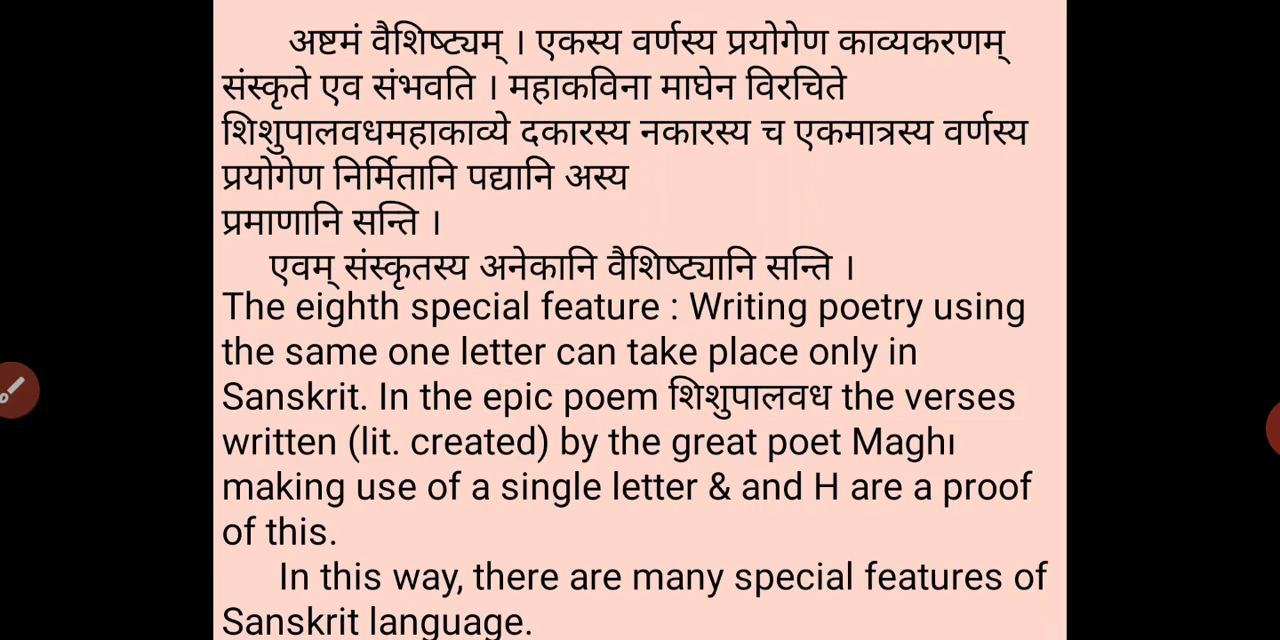 अष्टमं वैशिष्ट्यम् । एकस्य वर्णस्य प्रयोगेण काव्यकरणम्
संस्कृते एव संभवति । महाकविना माघेन विरचिते
शिशुपालवधमहाकाव्ये दकारस्य नकारस्य च एकमात्रस्य वर्णस्य
प्रयोगेण निर्मितानि पद्यानि अस्य
प्रमाणानि सन्ति ।
एवम् संस्कृतस्य अनेकानि वैशिष्ट्यानि सन्ति ।
The eighth special feature : Writing poetry using
the same one letter can take place only in
Sanskrit. In the epic poem शिशुपालवध the verses
written (lit. created) by the great poet Maghı
making use of a single letter & and H are a proof
of this.
In this way, there are many special features of
Sanskrit language.